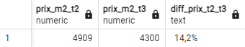 prix_m2_t2 prix_m2_t3 diff_prix_t2_t3
numeric numeric text
1 4909 4300 14,2%